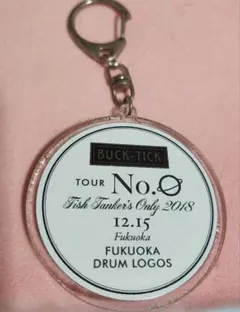 BUCK-TICK
TOUR No.0
Fish Tanker's Only 2018
12.15
Fukuoka
FUKUOKA
DRUM LOGOS